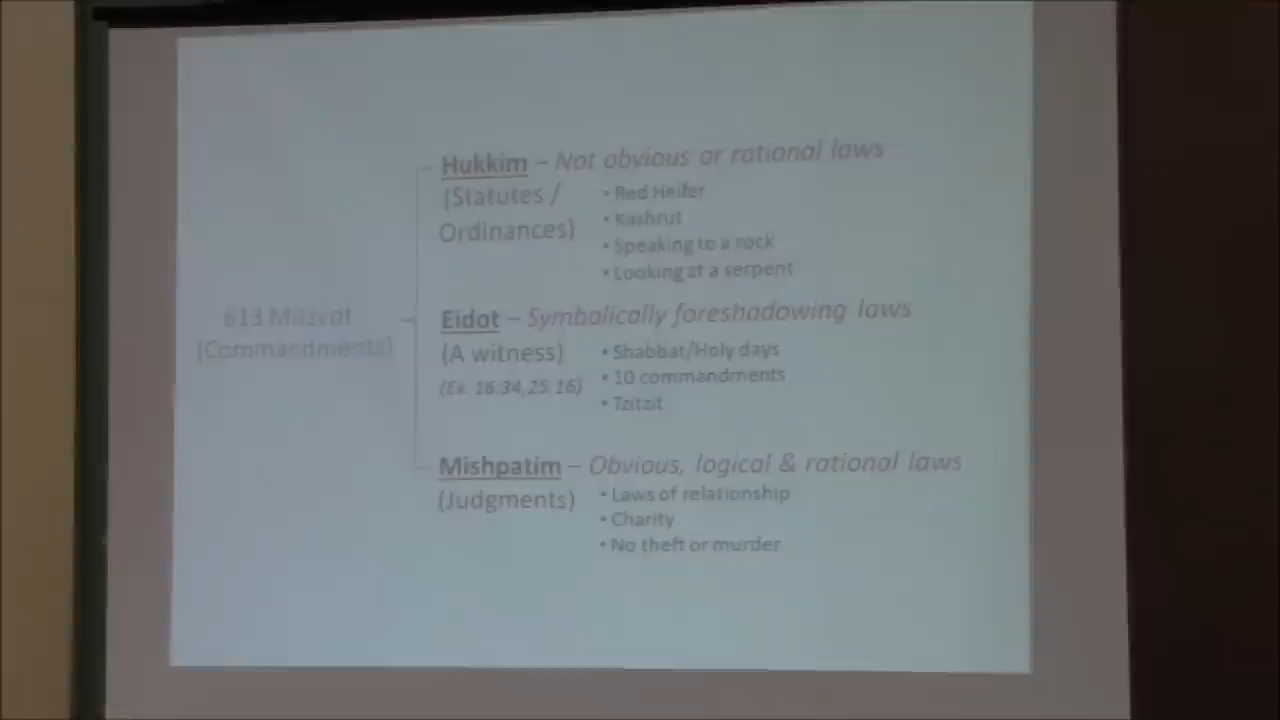 Hukkim – Not obvious or rational laws
(Statutes /
Ordinances)
• Red Heifer
• Kashrut
• Speaking to a rock
• Looking at a serpent
613 Mitzvot
(Commandments)
Eidot – Symbolically foreshadowing laws
(A witness)
(Ex. 16:34,25:16)
• Shabbat/Holy days
• 10 commandments
• Tzitzit
Mishpatim – Obvious, logical & rational laws
(Judgments)
• Laws of relationship
• Charity
• No theft or murder